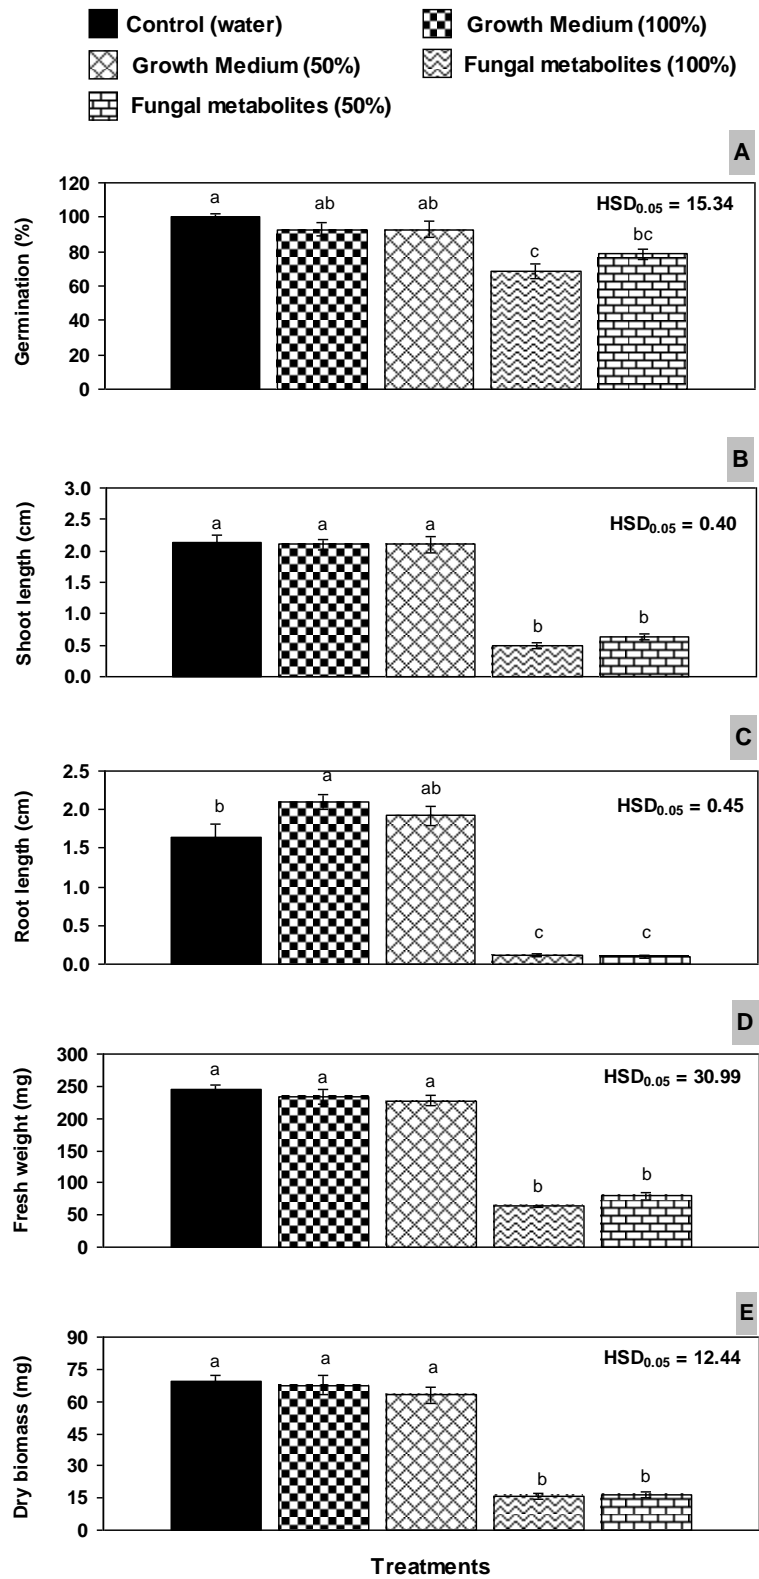 Control (water) Growth Medium (100%)
Growth Medium (50%) Fungal metabolites (100%)
Fungal metabolites (50%)
A
120
100
80
60
40
20
0
Germination (%)
a ab ab c bc
HSD0.05 = 15.34
B
3.0
2.5
2.0
1.5
1.0
0.5
0.0
Shoot length (cm)
a a a b b
HSD0.05 = 0.40
C
2.5
2.0
1.5
1.0
0.5
0.0
Root length (cm)
b a ab c c
HSD0.05 = 0.45
D
300
250
200
150
100
50
0
Fresh weight (mg)
a a a b b
HSD0.05 = 30.99
E
90
75
60
45
30
15
0
Dry biomass (mg)
a a a b b
HSD0.05 = 12.44
Treatments